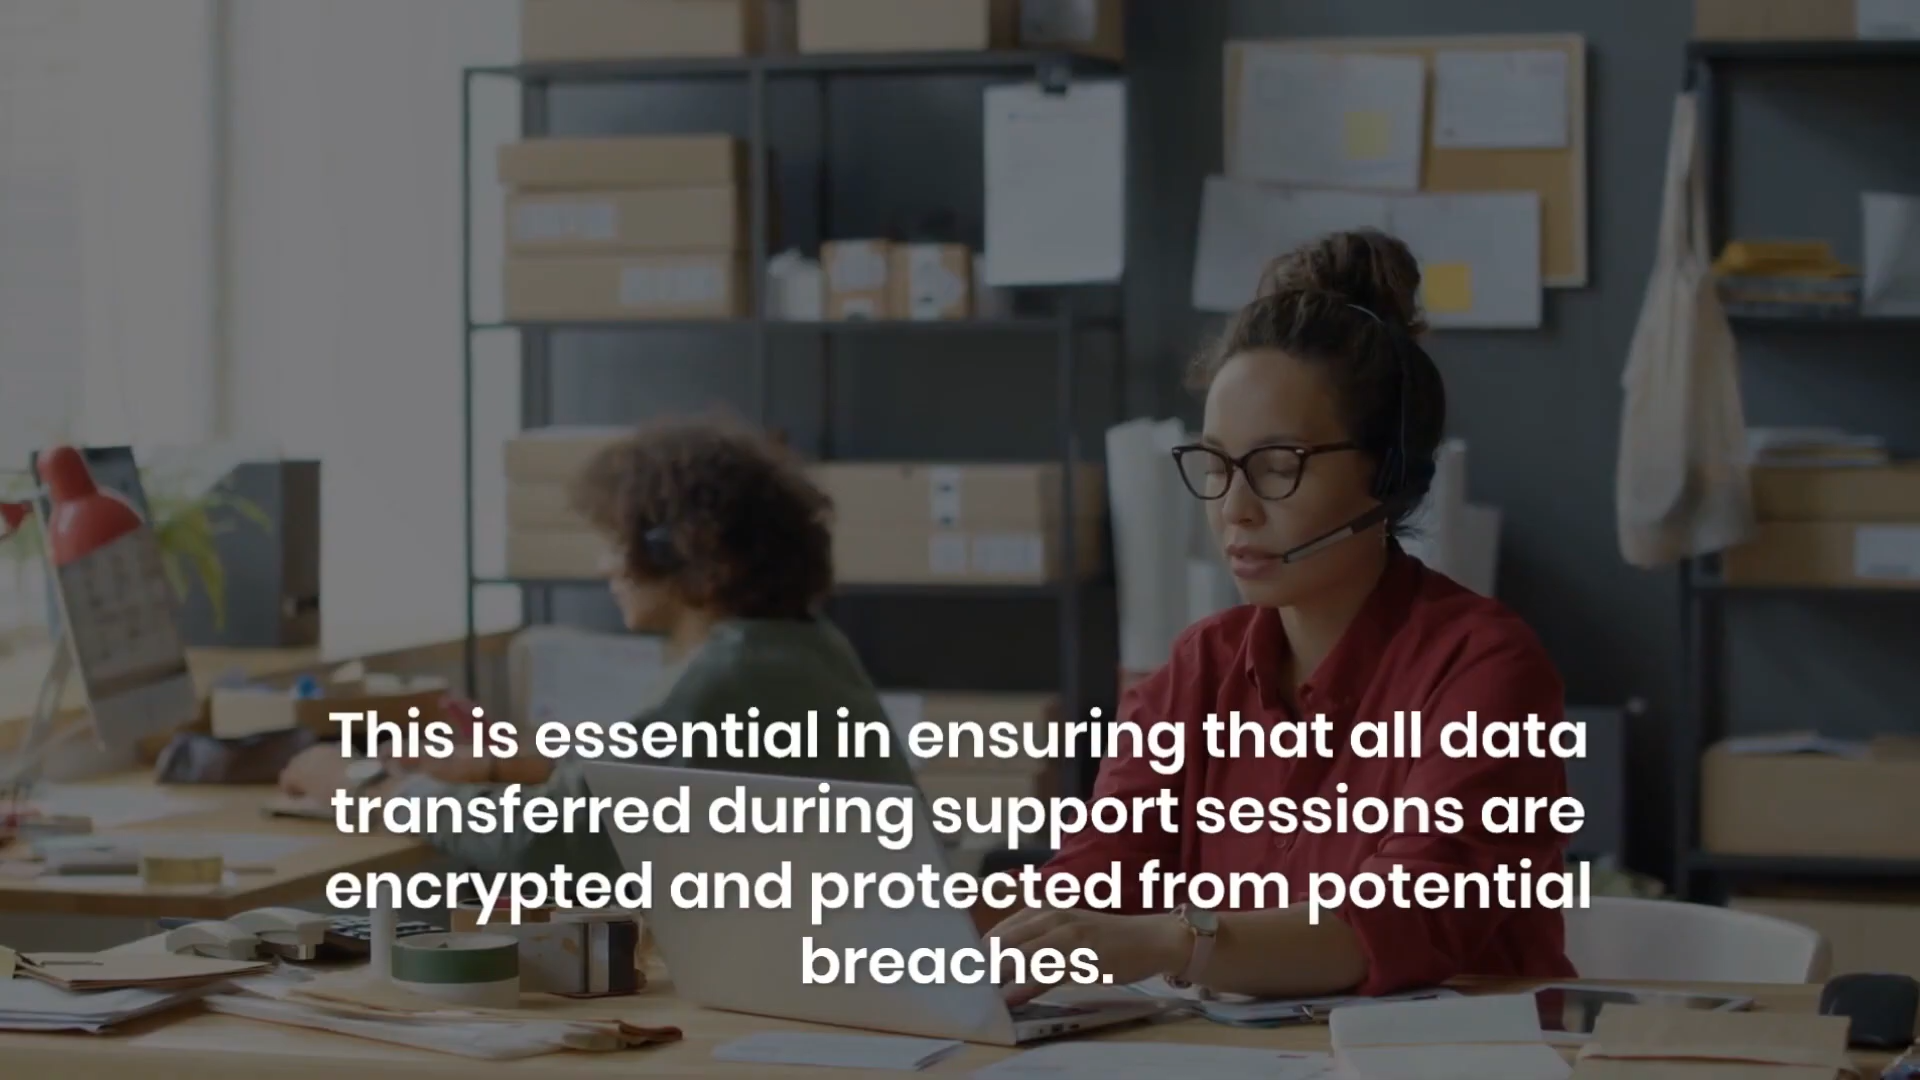 This is essential in ensuring that all data
transferred during support sessions are
encrypted and protected from potential
breaches.